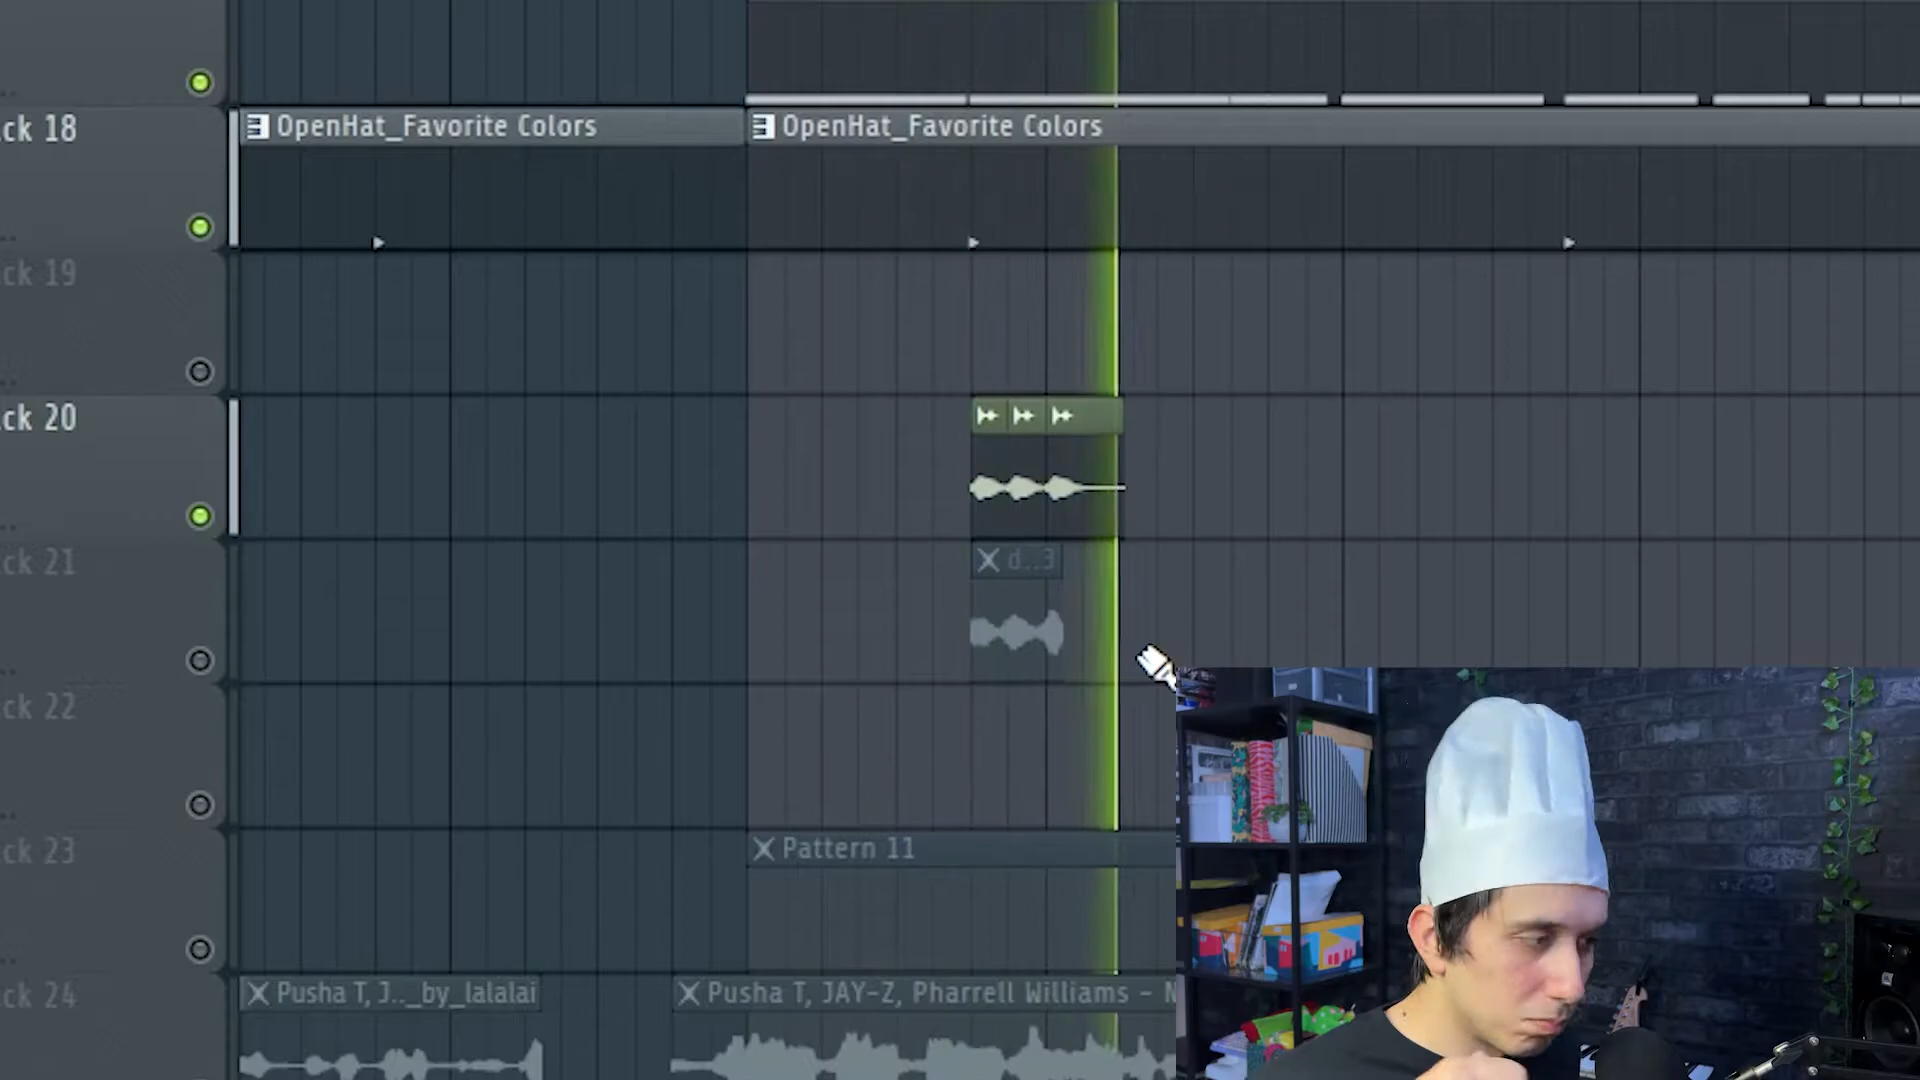 ck 18
OpenHat_Favorite Colors
OpenHat_Favorite Colors
ck 19
ck 20
ck 21
d..3
ck 22
ck 23
Pattern 11
ck 24
Pusha T, J.._by_lalalai
Pusha T, JAY-Z, Pharrell Williams - N